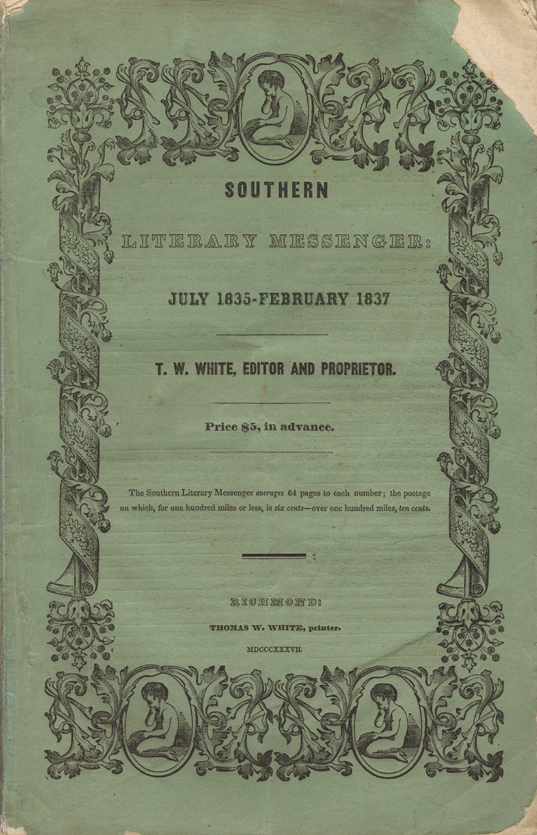 SOUTHERN
LITERARY MESSENGER:
JULY 1835-FEBRUARY 1837
T. W. WHITE, EDITOR AND PROPRIETOR.
Price $5, in advance.
The Southern Literary Messenger averages 64 pages to each number; the postage
on which, for one hundred miles or less, is six cents—over one hundred miles, ten cents.
RICHMOND:
THOMAS W. WHITE, printer.
MDCCCXXXVII.